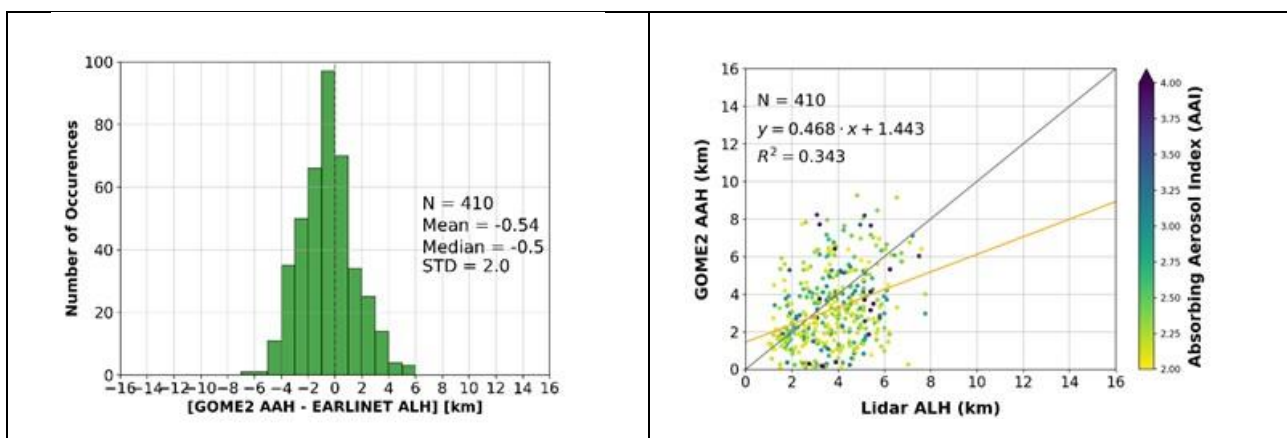 100
80
60
40
20
0
Number of Occurences
N = 410
Mean = -0.54
Median = -0.5
STD = 2.0
−16−14−12−10−8 −6 −4 −2 0 2 4 6 8 10 12 14 16
[GOME2 AAH - EARLINET ALH] [km]
16
14
12
10
8
6
4
2
0
GOME2 AAH (km)
N = 410
y = 0.468 · x + 1.443
R² = 0.343
0 2 4 6 8 10 12 14 16
Lidar ALH (km)
4.00
3.75
3.50
3.25
3.00
2.75
2.50
2.25
2.00
Absorbing Aerosol Index (AAI)